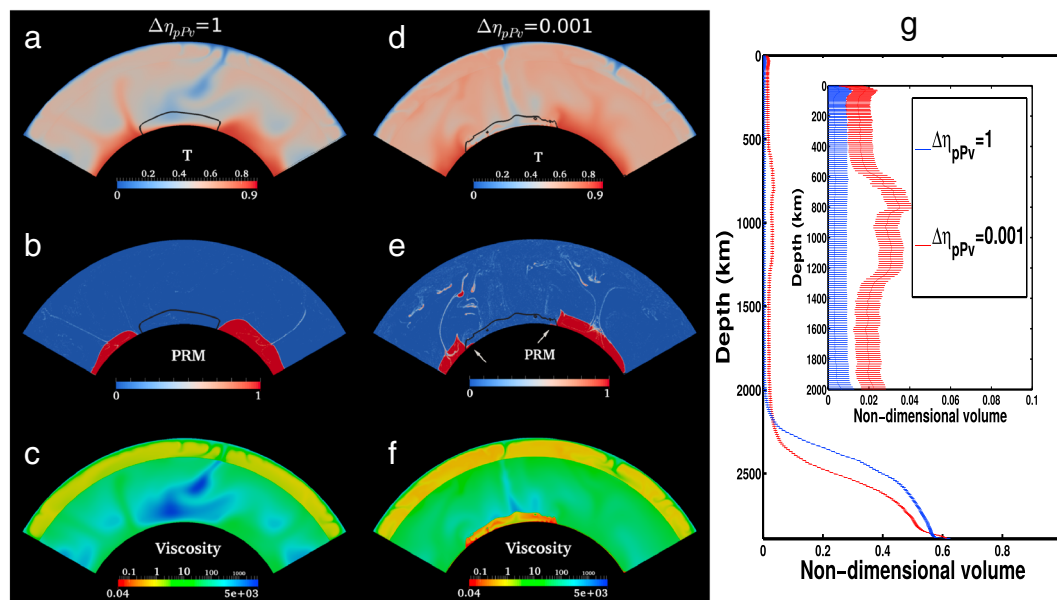 a
Δη_pPv=1
T
0.2 0.4 0.6 0.8
0 0.9
b
PRM
0 1
c
Viscosity
0.1 1 10 100 1000
0.04 5e+03
d
Δη_pPv=0.001
T
0.2 0.4 0.6 0.8
0 0.9
e
PRM
0 1
f
Viscosity
0.1 1 10 100 1000
0.04 5e+03
g
Depth (km)
0
500
1000
1500
2000
2500
0 0.2 0.4 0.6 0.8
Non-dimensional volume
Depth (km)
0
200
400
600
800
1000
1200
1400
1600
1800
2000
0 0.02 0.04 0.06 0.08 0.1
Non-dimensional volume
__Δη_pPv=1
__Δη_pPv=0.001